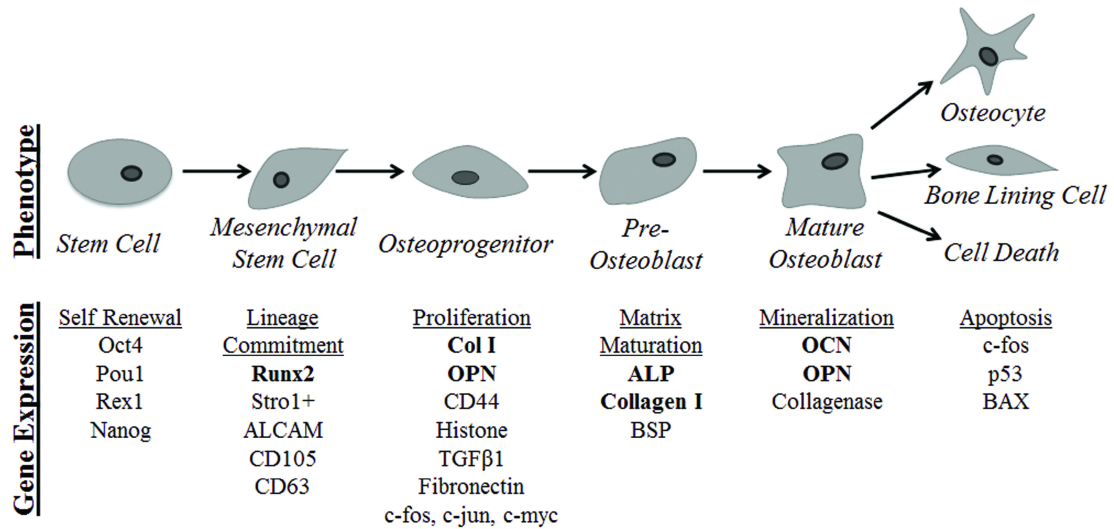 Phenotype
Stem Cell
Mesenchymal
Stem Cell
Osteoprogenitor
Pre-
Osteoblast
Mature
Osteoblast
Osteocyte
Bone Lining Cell
Cell Death
Gene Expression
Self Renewal
Oct4
Pou1
Rex1
Nanog
Lineage
Commitment
Runx2
Stro1+
ALCAM
CD105
CD63
Proliferation
Col I
OPN
CD44
Histone
TGFβ1
Fibronectin
c-fos, c-jun, c-myc
Matrix
Maturation
ALP
Collagen I
BSP
Mineralization
OCN
OPN
Collagenase
Apoptosis
c-fos
p53
BAX